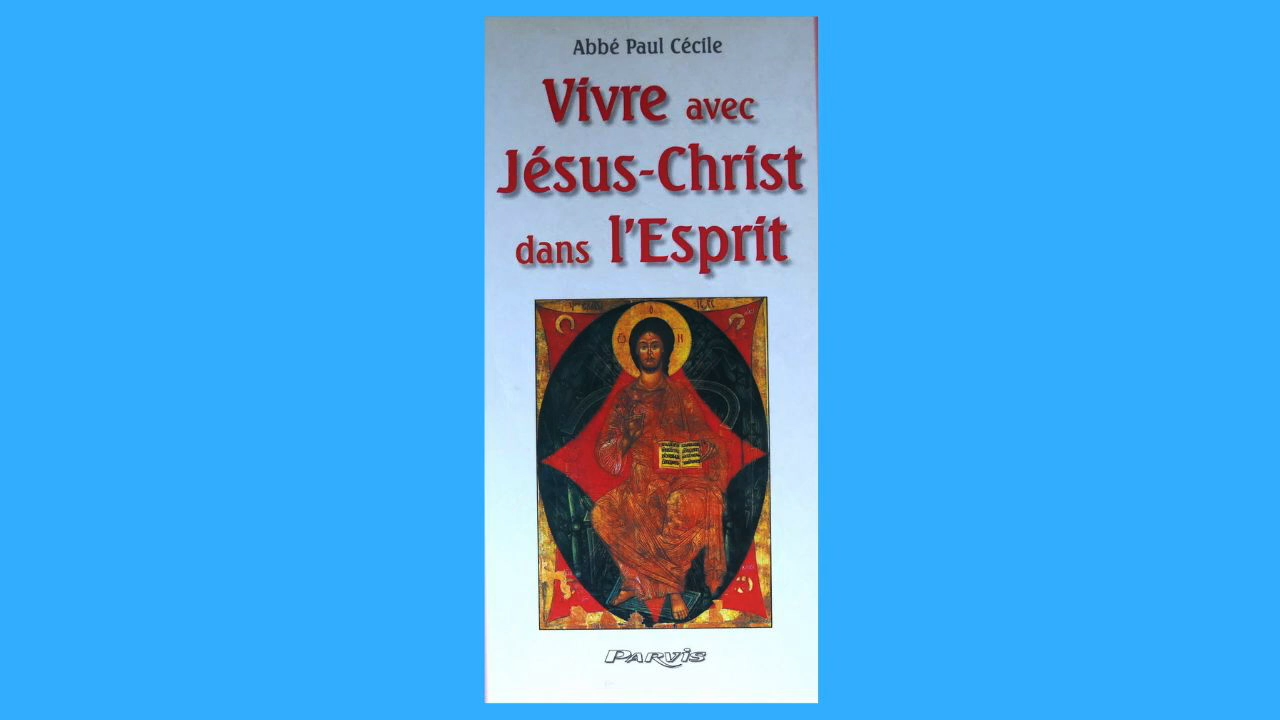 Abbé Paul Cécile
Vivre avec
Jésus-Christ
dans l'Esprit
PARVIS